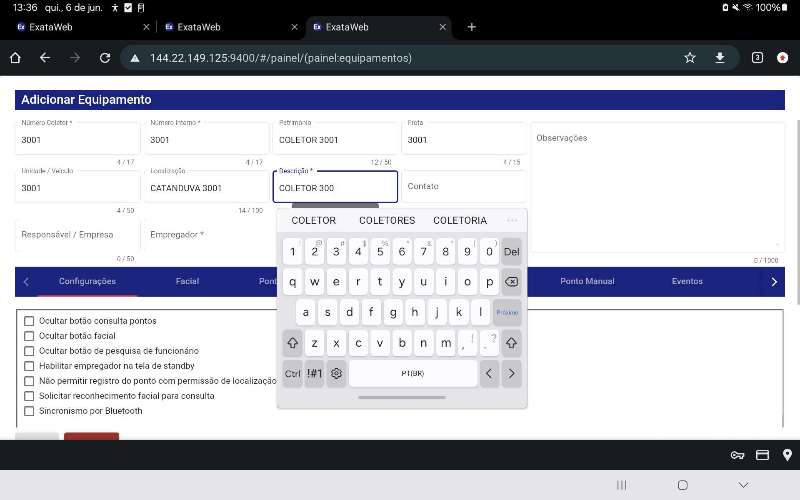 13:36 qui., 6 de jun.
100%
ExataWeb
ExataWeb
ExataWeb
144.22.149.125:9400/#/painel/(painel:equipamentos)
3
Adicionar Equipamento
Número Coletor *
3001
4 / 17
Número Interno *
3001
4 / 17
Patrimônio
COLETOR 3001
12 / 50
Frota
3001
4 / 15
Observações
0 / 1000
Unidade / Veículo
3001
4 / 50
Localização
CATANDUVA 3001
14 / 100
Descrição *
COLETOR 300
Contato
Responsável / Empresa
0 / 50
Empregador *
COLETOR COLETORES COLETORIA ...
1 2 3 4 5 6 7 8 9 0 Del
q w e r t y u i o p
a s d f g h j k l Próximo
z x c v b n m , ! . ?
Ctrl !#1 PT(BR) < >
Configurações Facial Pont Ponto Manual Eventos
Ocultar botão consulta pontos
Ocultar botão facial
Ocultar botão de pesquisa de funcionário
Habilitar empregador na tela de standby
Não permitir registro do ponto com permissão de localização
Solicitar reconhecimento facial para consulta
Sincronismo por Bluetooth